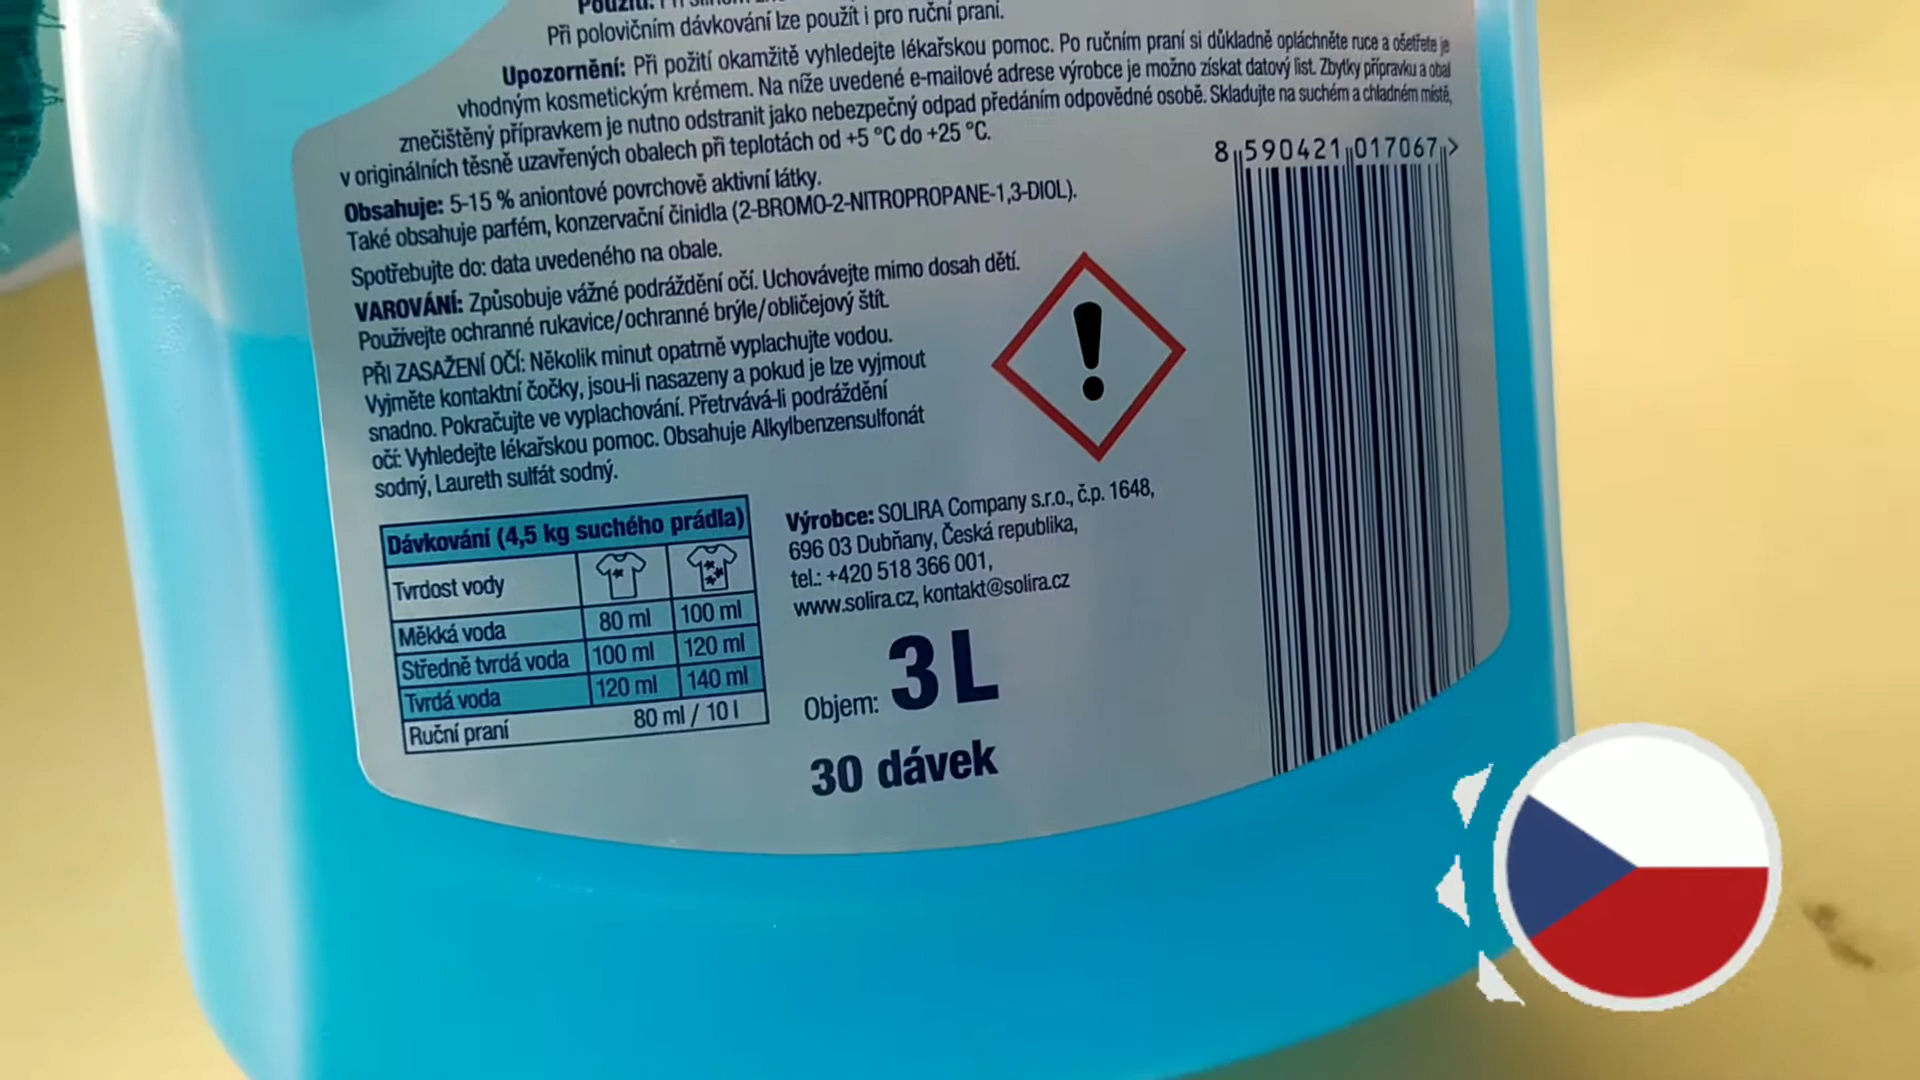 Použití: Při
Při polovičním dávkování lze použít i pro ruční praní.
Upozornění: Při požití okamžitě vyhledejte lékařskou pomoc. Po ručním praní si důkladně opláchněte ruce a ošetřete je
vhodným kosmetickým krémem. Na níže uvedené e-mailové adrese výrobce je možno získat datový list. Zbytky přípravku a obal
znečištěný přípravkem je nutno odstranit jako nebezpečný odpad předáním odpovědné osobě. Skladujte na suchém a chladném místě,
v originálních těsně uzavřených obalech při teplotách od +5 °C do +25 °C.
Obsahuje: 5-15 % aniontové povrchově aktivní látky.
Také obsahuje parfém, konzervační činidla (2-BROMO-2-NITROPROPANE-1,3-DIOL).
Spotřebujte do: data uvedeného na obale.
VAROVÁNÍ: Způsobuje vážné podráždění očí. Uchovávejte mimo dosah dětí.
Používejte ochranné rukavice/ochranné brýle/obličejový štít.
PŘI ZASAŽENÍ OČÍ: Několik minut opatrně vyplachujte vodou.
Vyjměte kontaktní čočky, jsou-li nasazeny a pokud je lze vyjmout
snadno. Pokračujte ve vyplachování. Přetrvává-li podráždění
očí: Vyhledejte lékařskou pomoc. Obsahuje Alkylbenzensulfonát
sodný, Laureth sulfát sodný.
8 590421 017067 >
Dávkování (4,5 kg suchého prádla)
Tvrdost vody
Měkká voda 80 ml 100 ml
Středně tvrdá voda 100 ml 120 ml
Tvrdá voda 120 ml 140 ml
Ruční praní 80 ml / 10 l
Výrobce: SOLIRA Company s.r.o., č.p. 1648,
696 03 Dubňany, Česká republika,
tel.: +420 518 366 001,
www.solira.cz, kontakt@solira.cz
Objem: 3 L
30 dávek